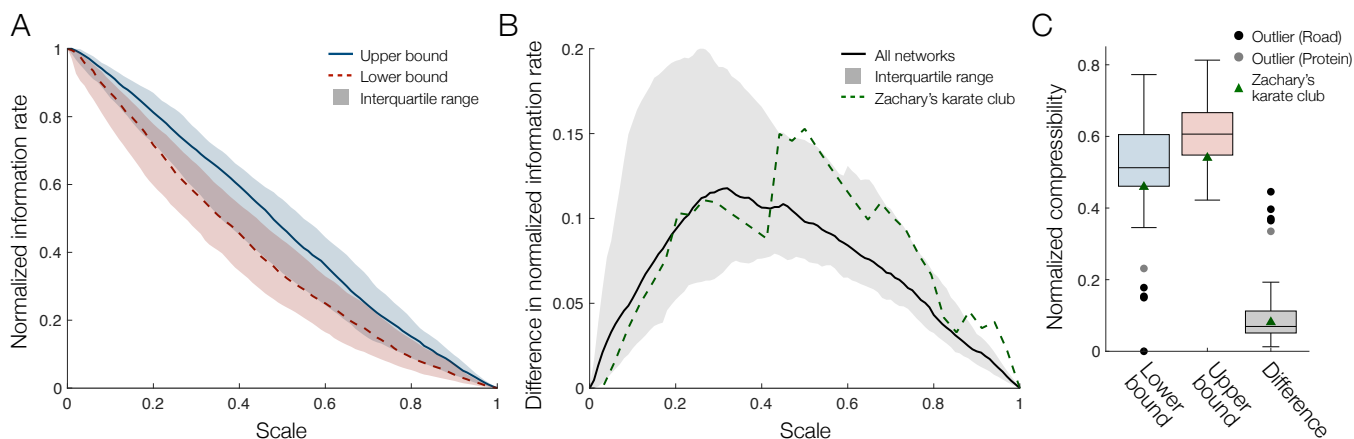 A
Normalized information rate
1
0.8
0.6
0.4
0.2
0
0
0.2
0.4
0.6
0.8
1
Scale
Upper bound
Lower bound
Interquartile range
B
Difference in normalized information rate
0.2
0.15
0.1
0.05
0
0
0.2
0.4
0.6
0.8
1
Scale
All networks
Interquartile range
Zachary's karate club
C
Normalized compressibility
0.8
0.6
0.4
0.2
0
Outlier (Road)
Outlier (Protein)
Zachary's
karate club
Lower
bound
Upper
bound
Difference